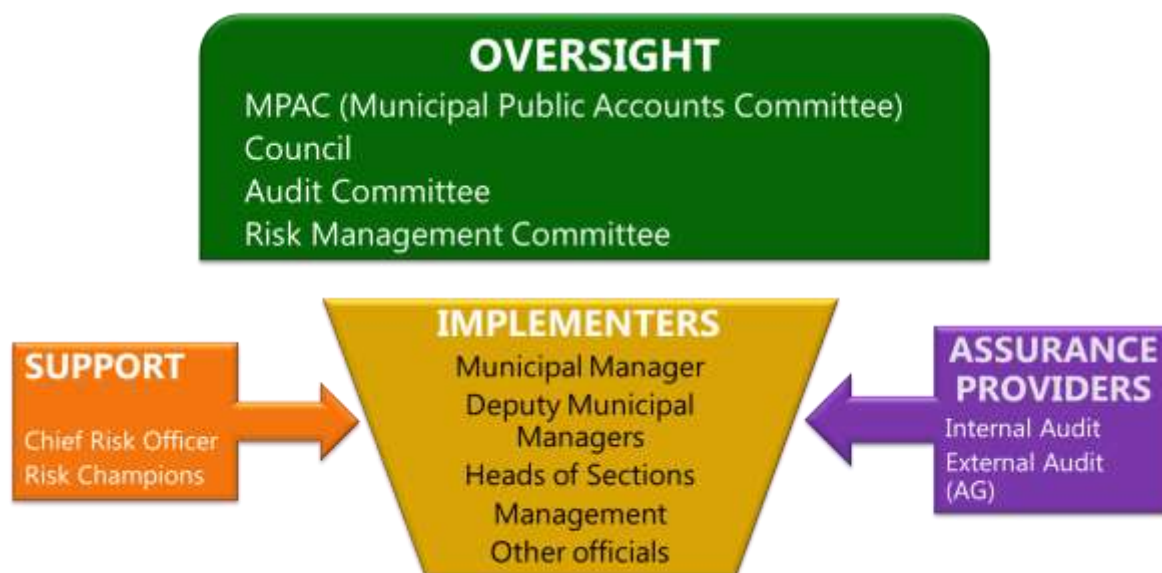 OVERSIGHT
MPAC (Municipal Public Accounts Committee)
Council
Audit Committee
Risk Management Committee
SUPPORT
Chief Risk Officer
Risk Champions
IMPLEMENTERS
Municipal Manager
Deputy Municipal
Managers
Heads of Sections
Management
Other officials
ASSURANCE
PROVIDERS
Internal Audit
External Audit
(AG)